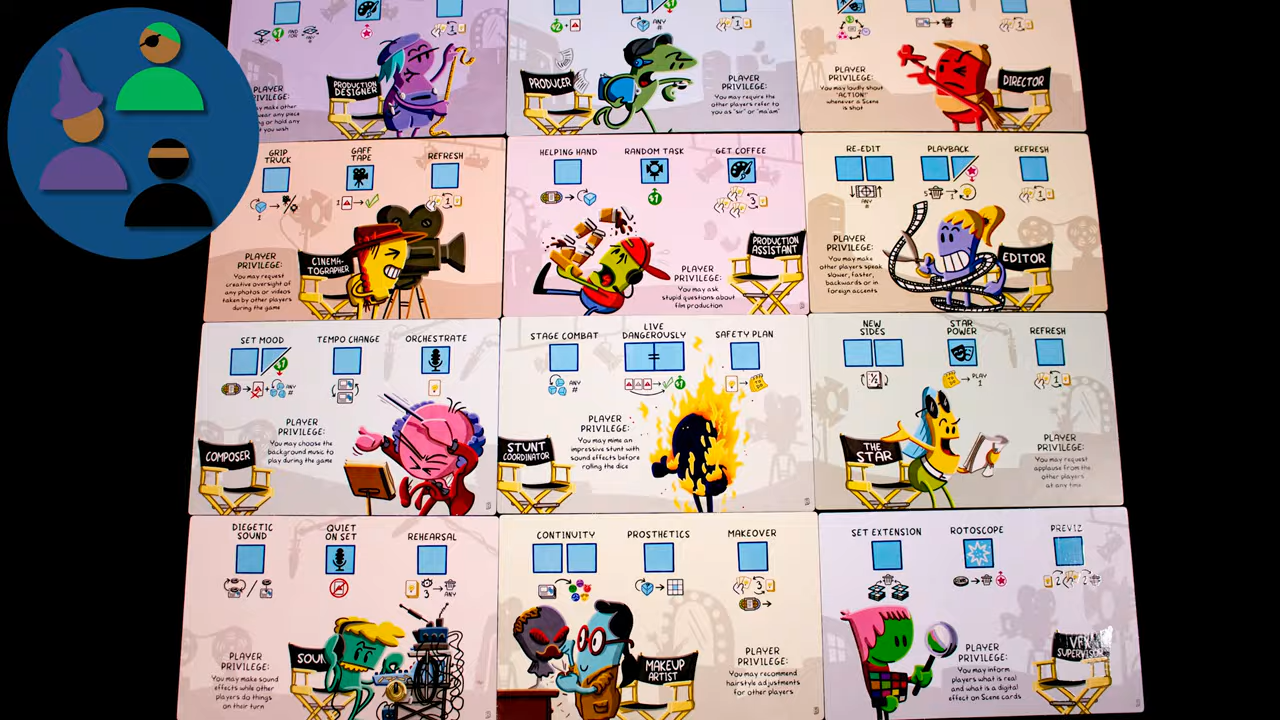 PRODUCTION
DESIGNER
PLAYER
PRIVILEGE:
PRODUCER
PLAYER
PRIVILEGE:
You may require the
other players refer to
you as "sir" or "ma'am"
PLAYER
PRIVILEGE:
You may loudly shout
"ACTION!"
whenever a Scene
is shot
DIRECTOR
GRIP
TRUCK
GAFF
TAPE
REFRESH
CINEMA-
TOGRAPHER
PLAYER
PRIVILEGE:
You may request
creative oversight of
any photos or videos
taken by other players
during the game
HELPING HAND
RANDOM TASK
GET COFFEE
$1
3
PRODUCTION
ASSISTANT
PLAYER
PRIVILEGE:
You may ask
stupid questions about
film production
RE-EDIT
PLAYBACK
REFRESH
PLAYER
PRIVILEGE:
You may make
other players speak
slower, faster,
backwards or in
foreign accents
EDITOR
SET MOOD
TEMPO CHANGE
ORCHESTRATE
PLAYER
PRIVILEGE:
You may choose the
background music to
play during the game
COMPOSER
STAGE COMBAT
LIVE
DANGEROUSLY
SAFETY PLAN
ANY
#
PLAYER
PRIVILEGE:
You may mime an
impressive stunt with
sound effects before
rolling the dice
STUNT
COORDINATOR
NEW
SIDES
STAR
POWER
REFRESH
PLAY
1
THE
STAR
PLAYER
PRIVILEGE:
You may request
applause from the
other players
at any time
DIEGETIC
SOUND
QUIET
ON SET
REHEARSAL
3
ANY
PLAYER
PRIVILEGE:
You may make sound
effects while other
players do things
on their turn
SOUN
CONTINUITY
PROSTHETICS
MAKEOVER
3
MAKEUP
ARTIST
PLAYER
PRIVILEGE:
You may recommend
hairstyle adjustments
for other players
SET EXTENSION
ROTOSCOPE
PREVIZ
2
2
PLAYER
PRIVILEGE:
You may inform
players what is real
and what is a digital
effect on Scene cards
VFX
SUPERVISOR